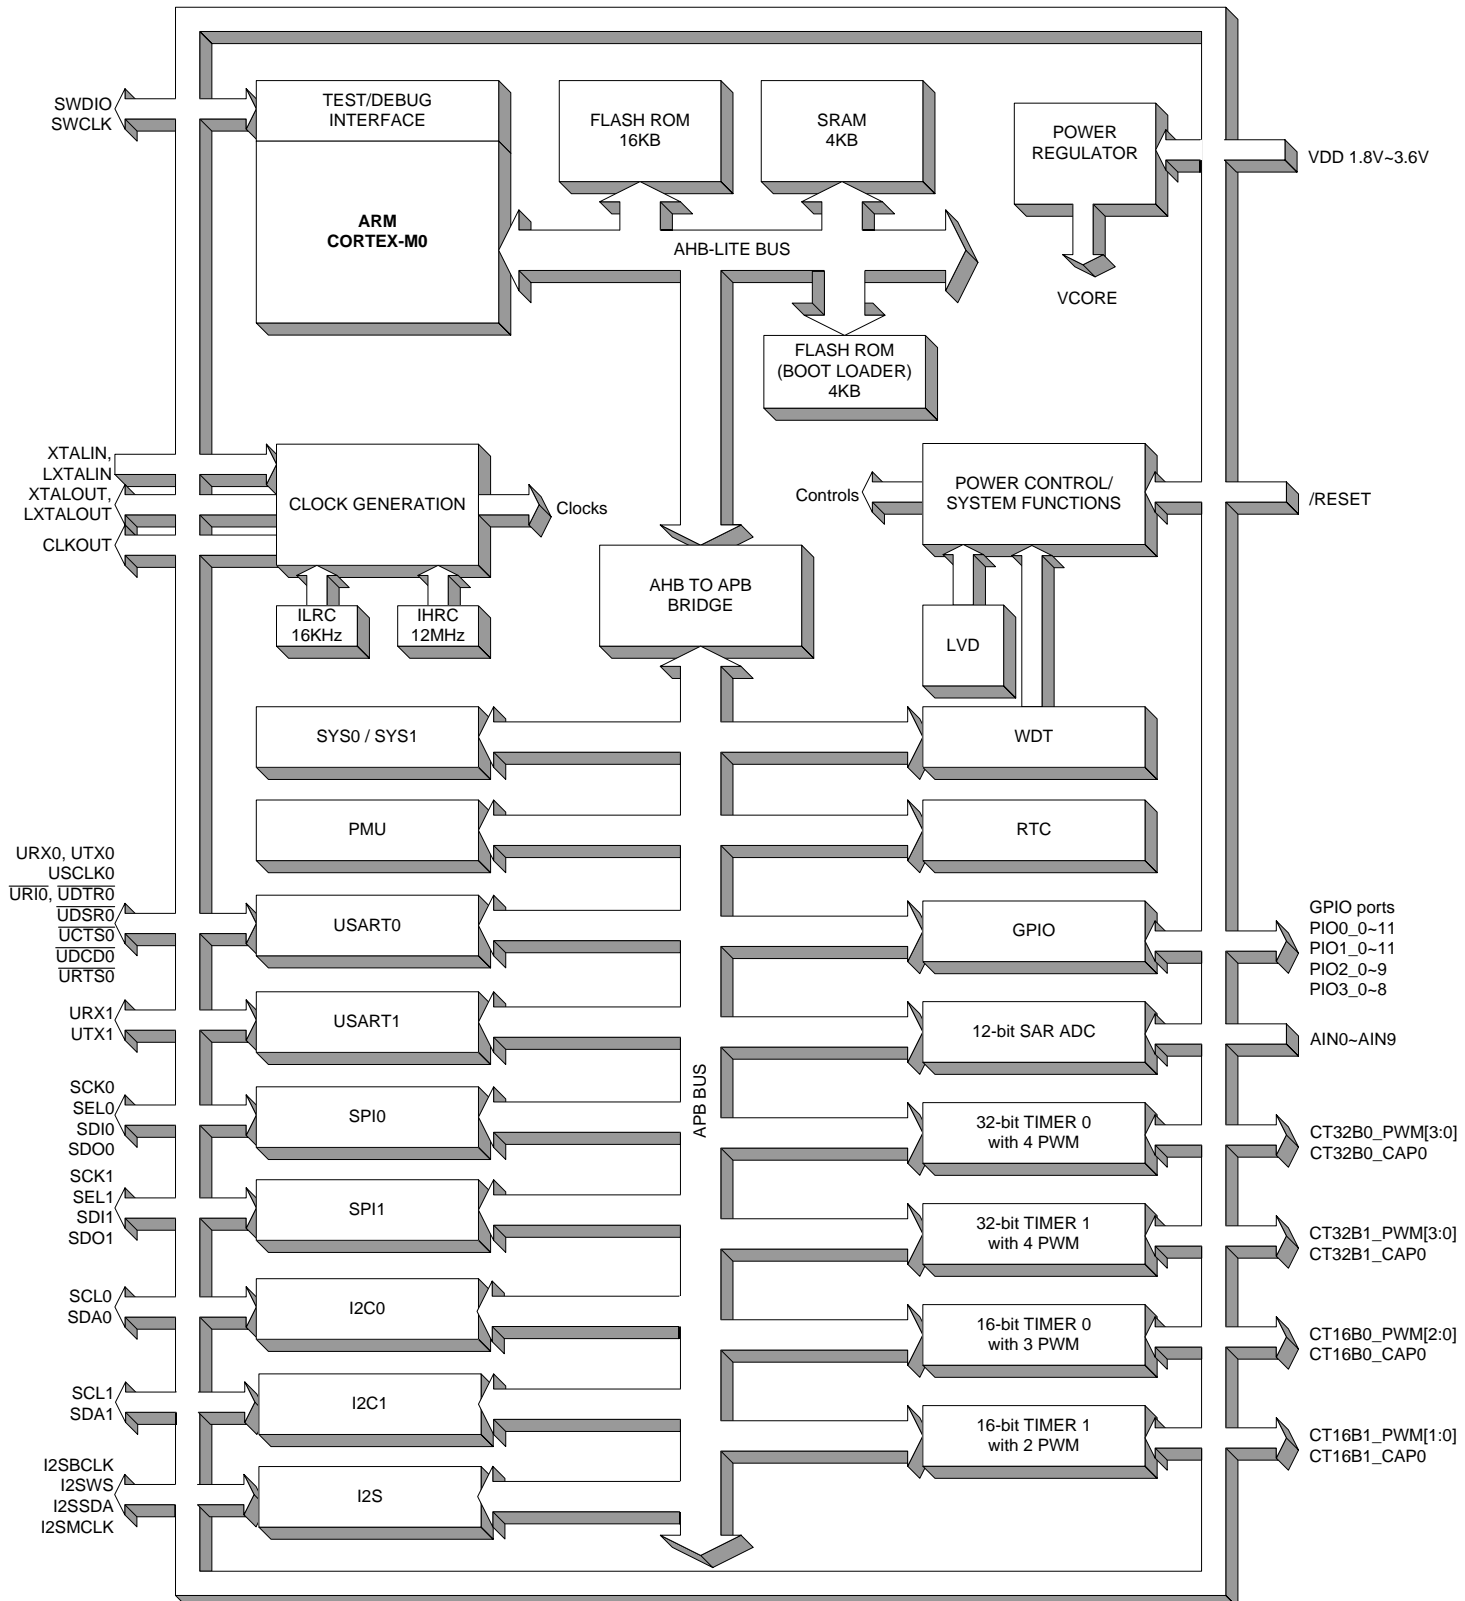 SWDIO
SWCLK
TEST/DEBUG
INTERFACE
ARM
CORTEX-M0
FLASH ROM
16KB
SRAM
4KB
POWER
REGULATOR
VDD 1.8V~3.6V
AHB-LITE BUS
VCORE
FLASH ROM
(BOOT LOADER)
4KB
XTALIN,
LXTALIN
XTALOUT,
LXTALOUT
CLKOUT
CLOCK GENERATION
Clocks
ILRC
16KHz
IHRC
12MHz
AHB TO APB
BRIDGE
Controls
POWER CONTROL/
SYSTEM FUNCTIONS
/RESET
LVD
SYS0 / SYS1
WDT
PMU
RTC
URX0, UTX0
USCLK0
URI0, UDTR0
UDSR0
UCTS0
UDCD0
URTS0
USART0
GPIO
GPIO ports
PIO0_0~11
PIO1_0~11
PIO2_0~9
PIO3_0~8
URX1
UTX1
USART1
12-bit SAR ADC
AIN0~AIN9
APB BUS
SCK0
SEL0
SDI0
SDO0
SPI0
32-bit TIMER 0
with 4 PWM
CT32B0_PWM[3:0]
CT32B0_CAP0
SCK1
SEL1
SDI1
SDO1
SPI1
32-bit TIMER 1
with 4 PWM
CT32B1_PWM[3:0]
CT32B1_CAP0
SCL0
SDA0
I2C0
16-bit TIMER 0
with 3 PWM
CT16B0_PWM[2:0]
CT16B0_CAP0
SCL1
SDA1
I2C1
16-bit TIMER 1
with 2 PWM
CT16B1_PWM[1:0]
CT16B1_CAP0
I2SBCLK
I2SWS
I2SSDA
I2SMCLK
I2S